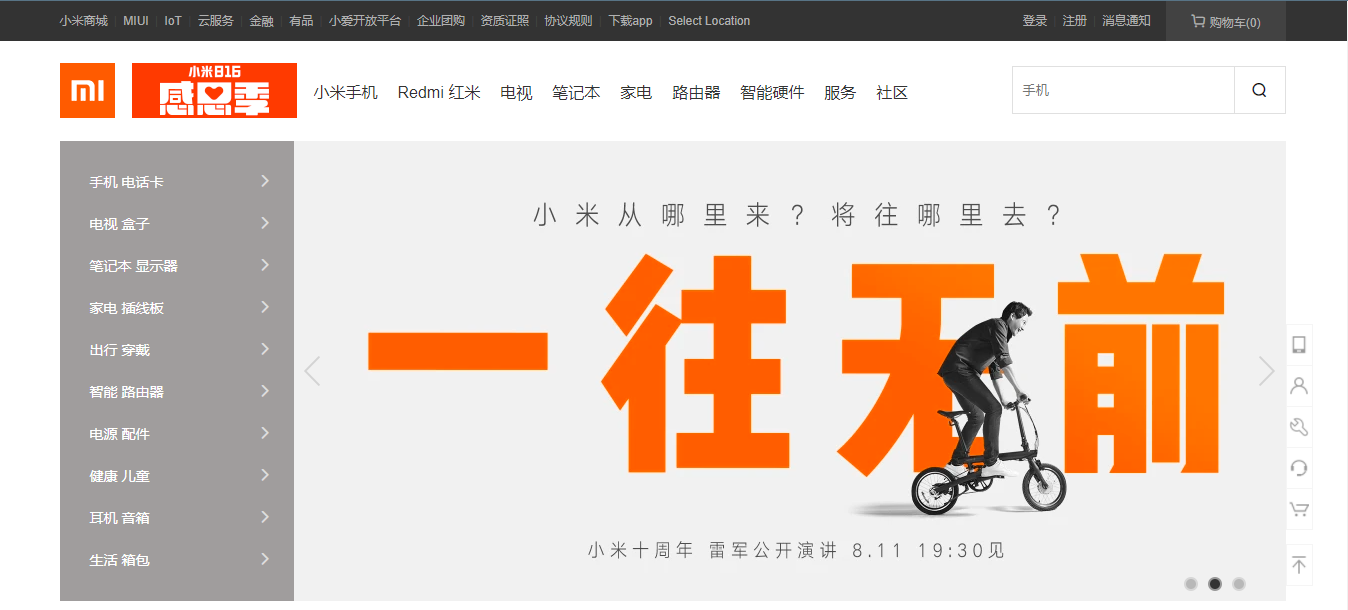 小米商城 MIUI IoT 云服务 金融 有品 小爱开放平台 企业团购 资质证照 协议规则 下载app Select Location 登录 注册 消息通知 购物车(0)
小米816
感恩季
小米手机 Redmi 红米 电视 笔记本 家电 路由器 智能硬件 服务 社区 手机
手机 电话卡
电视 盒子
笔记本 显示器
家电 插线板
出行 穿戴
智能 路由器
电源 配件
健康 儿童
耳机 音箱
生活 箱包
小米从哪里来?将往哪里去?
一往无前
小米十周年 雷军公开演讲 8.11 19:30见